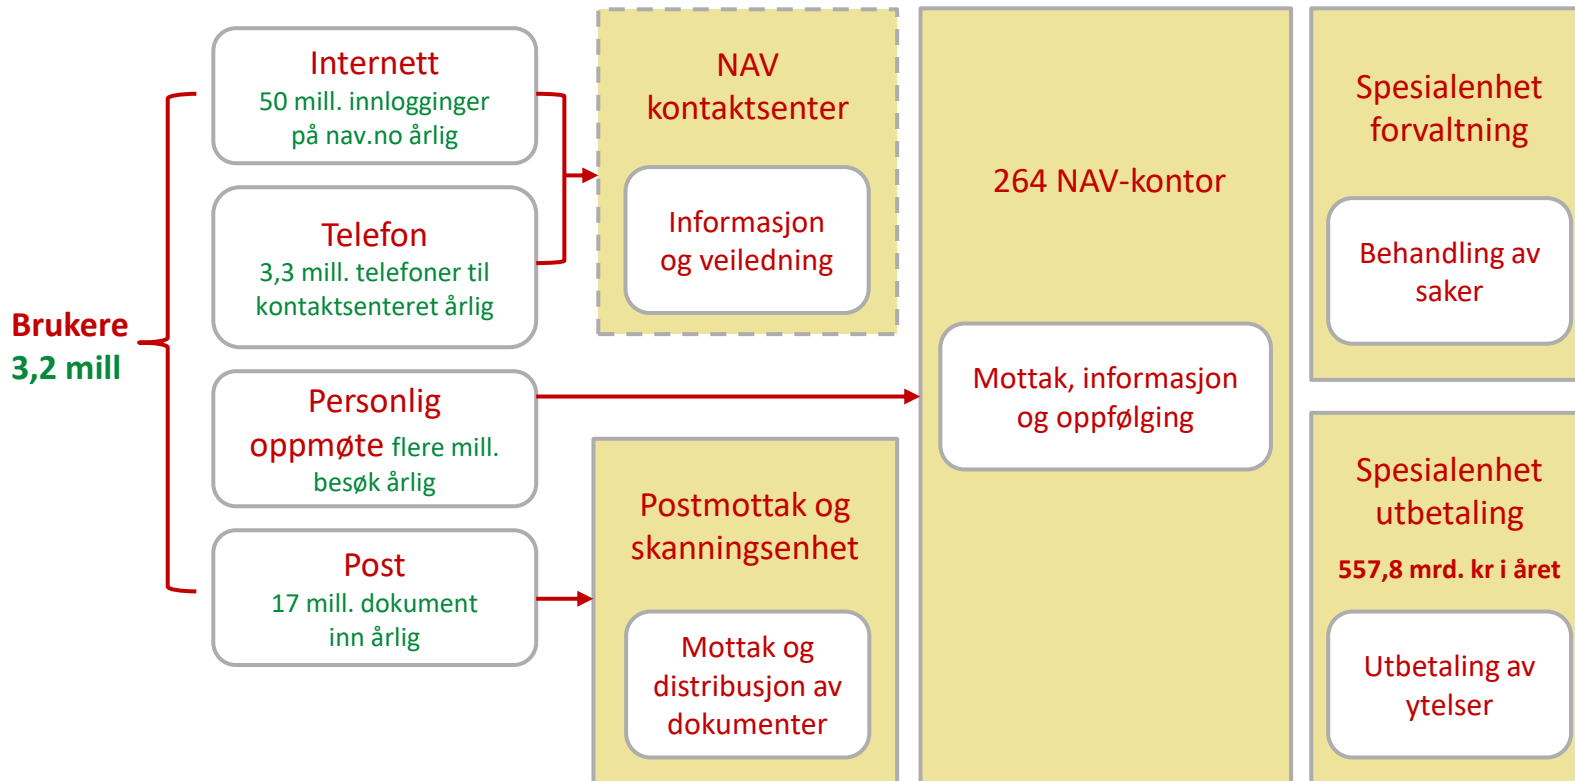 Brukere
3,2 mill
Internett
50 mill. innlogginger
på nav.no årlig
Telefon
3,3 mill. telefoner til
kontaktsenteret årlig
Personlig
oppmøte flere mill.
besøk årlig
Post
17 mill. dokument
inn årlig
NAV
kontaktsenter
Informasjon
og veiledning
Postmottak og
skanningsenhet
Mottak og
distribusjon av
dokumenter
264 NAV-kontor
Mottak, informasjon
og oppfølging
Spesialenhet
forvaltning
Behandling av
saker
Spesialenhet
utbetaling
557,8 mrd. kr i året
Utbetaling av
ytelser